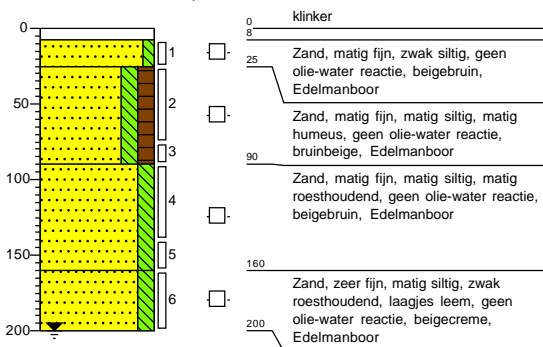 0
50
100
150
200
1
2
3
4
5
6
0
klinker
8
Zand, matig fijn, zwak siltig, geen
olie-water reactie, beigebruin,
Edelmanboor
25
Zand, matig fijn, matig siltig, matig
humeus, geen olie-water reactie,
bruinbeige, Edelmanboor
90
Zand, matig fijn, matig siltig, matig
roesthoudend, geen olie-water reactie,
beigebruin, Edelmanboor
160
Zand, zeer fijn, matig siltig, zwak
roesthoudend, laagjes leem, geen
olie-water reactie, beigecreme,
Edelmanboor
200